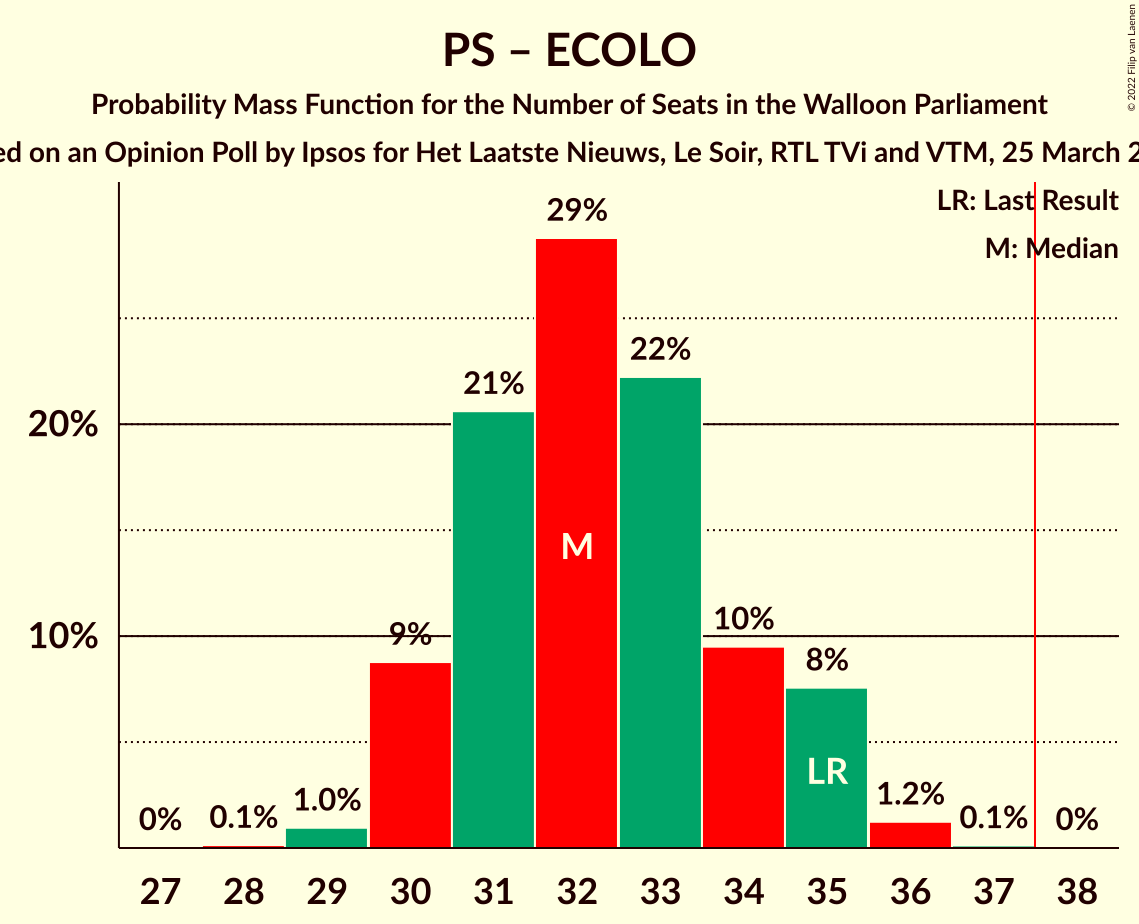 PS – ECOLO
© 2022 Filip van Laenen
Probability Mass Function for the Number of Seats in the Walloon Parliament
on an Opinion Poll by Ipsos for Het Laatste Nieuws, Le Soir, RTL TVi and VTM, 25 March
LR: Last Result
M: Median
29%
22%
21%
20%
M
10%
10%
9%
8%
LR
0%
0.1%
1.0%
1.2%
0.1%
0%
27 28 29 30 31 32 33 34 35 36 37 38